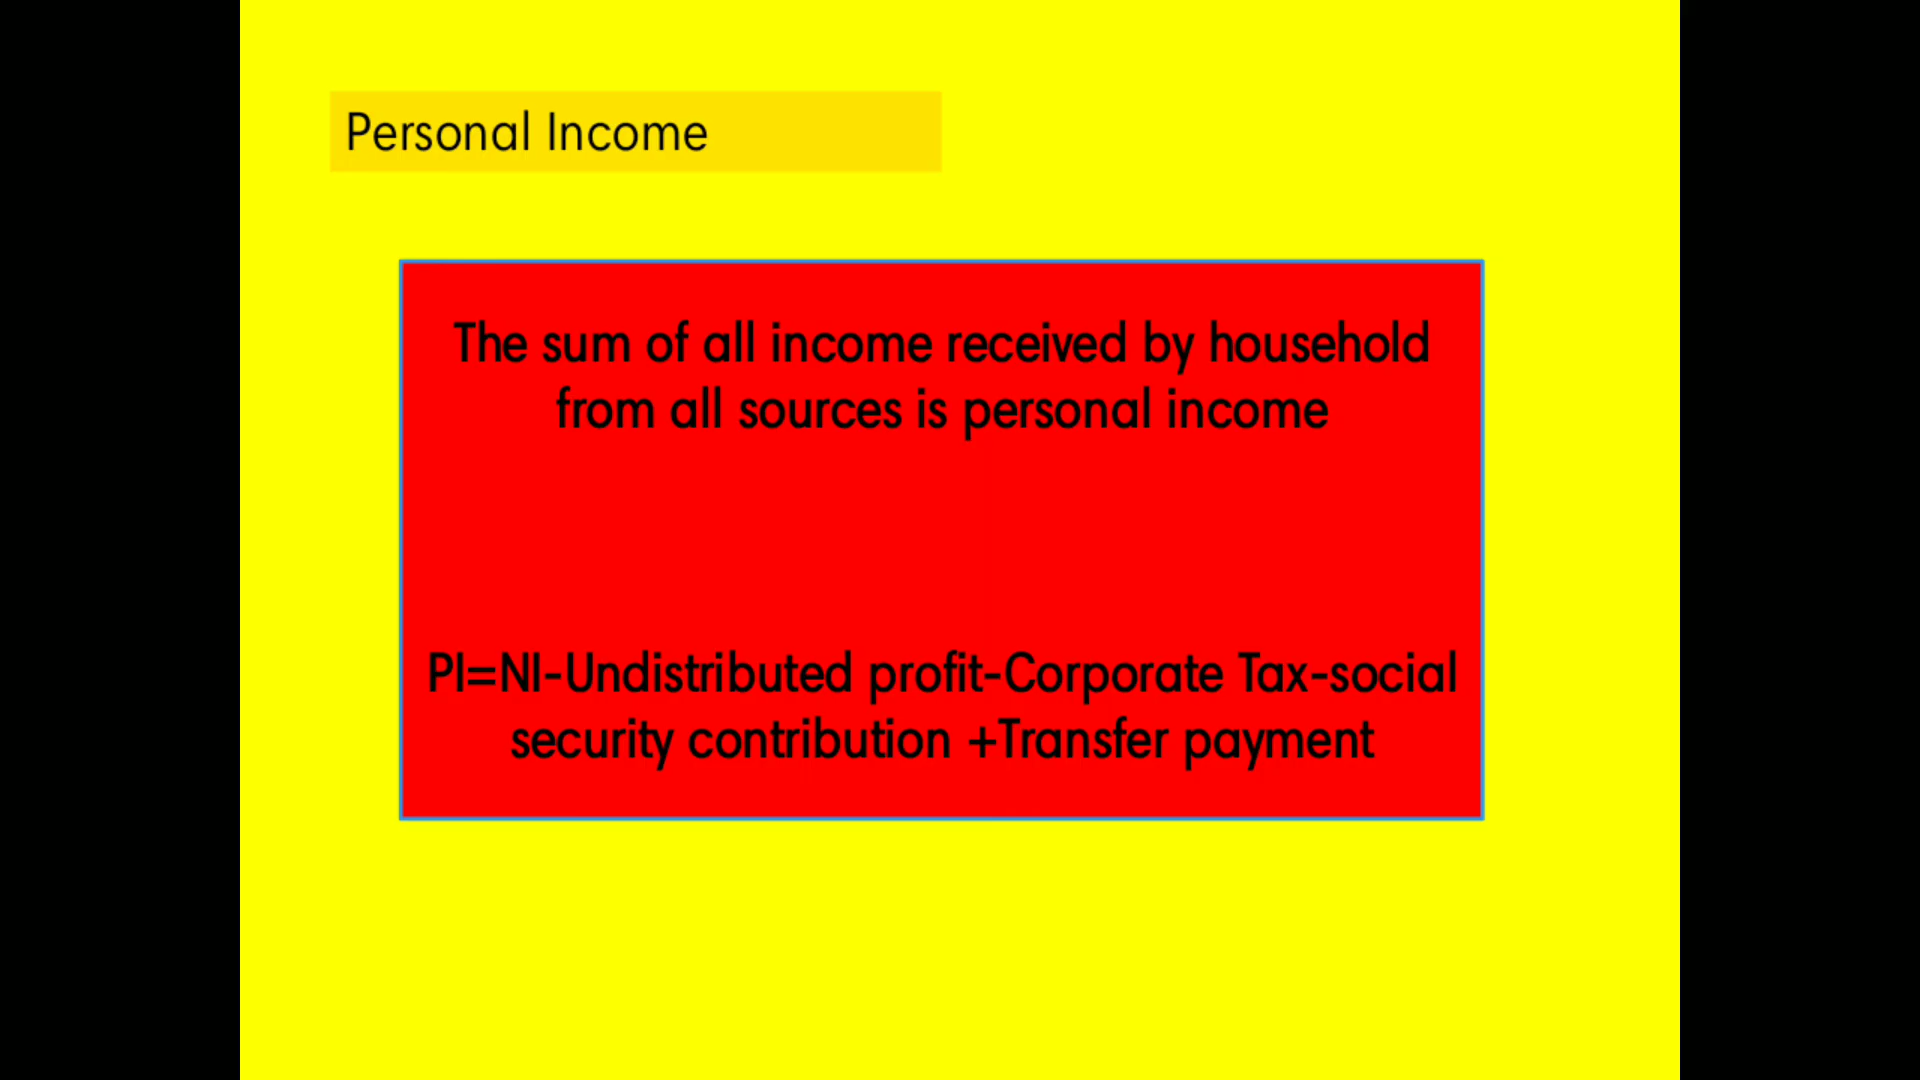 Personal Income
The sum of all income received by household
from all sources is personal income
PI=NI-Undistributed profit-Corporate Tax-social
security contribution +Transfer payment